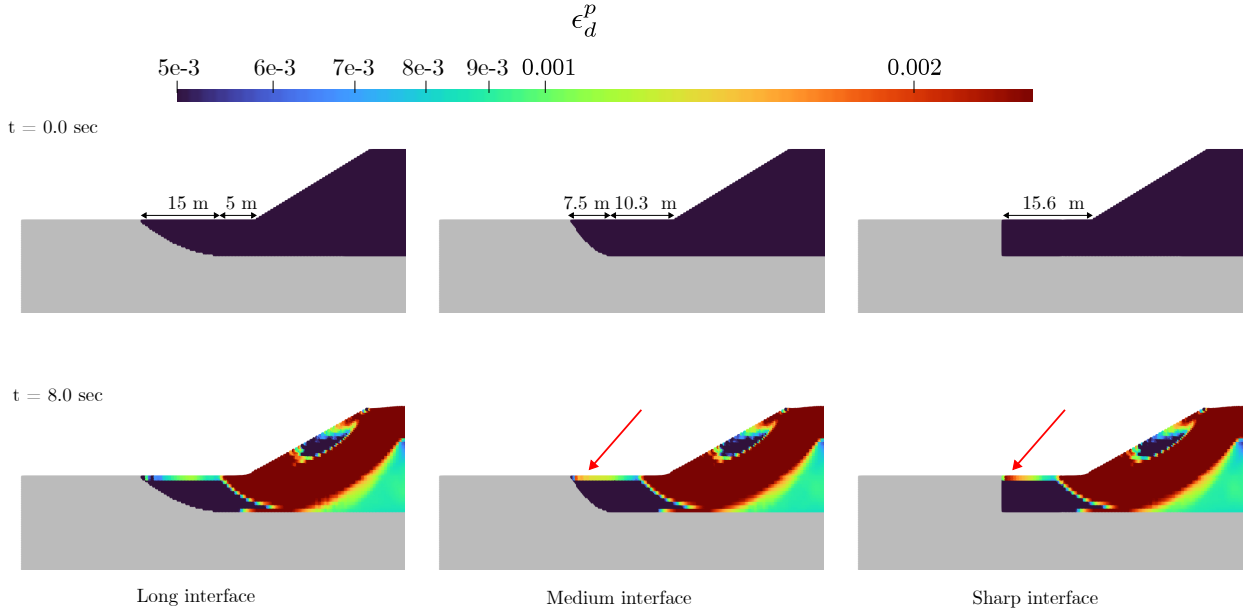 ϵ_d^p
5e-3 6e-3 7e-3 8e-3 9e-3 0.001 0.002
t = 0.0 sec
15 m 5 m 7.5 m 10.3 m 15.6 m
t = 8.0 sec
Long interface Medium interface Sharp interface